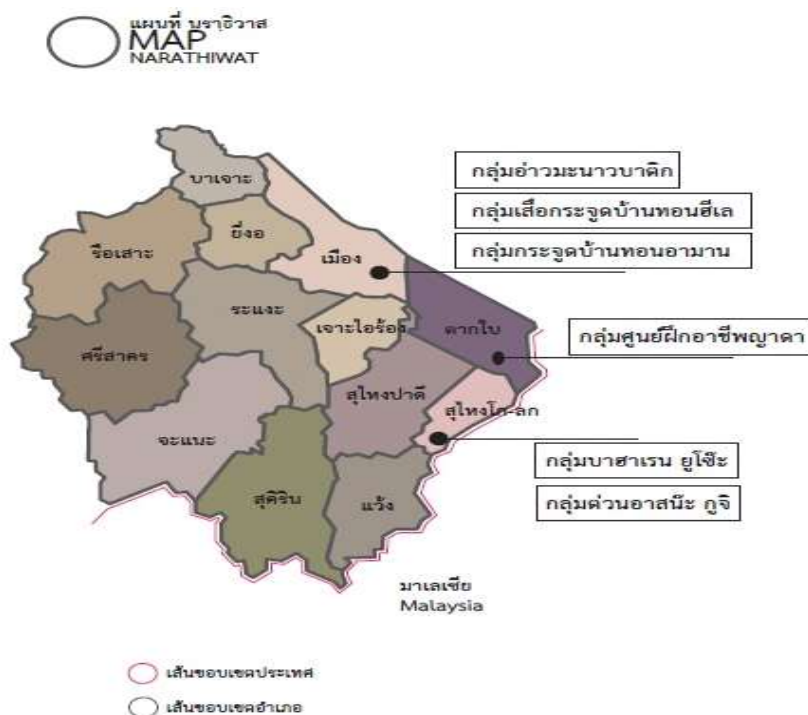 แผนที่ นราธิวาส
MAP
NARATHIWAT
บาเจาะ
ยี่งอ
เมือง
รือเสาะ
ระแงะ
เจาะไอร้อง
ตากใบ
ศรีสาคร
สุไหงปาดี
สุไหงโก-ลก
จะแนะ
สุคิริน
แว้ง
กลุ่มอ่าวมะนาวบาติก
กลุ่มเสื่อกระจูดบ้านทอนฮีเล
กลุ่มกระจูดบ้านทอนอามาน
กลุ่มศูนย์ฝึกอาชีพญาดา
กลุ่มบาฮาเรน ยูโซ๊ะ
กลุ่มต่วนอาสน๊ะ กูจิ
มาเลเซีย
Malaysia
เส้นขอบเขตประเทศ
เส้นขอบเขตอำเภอ